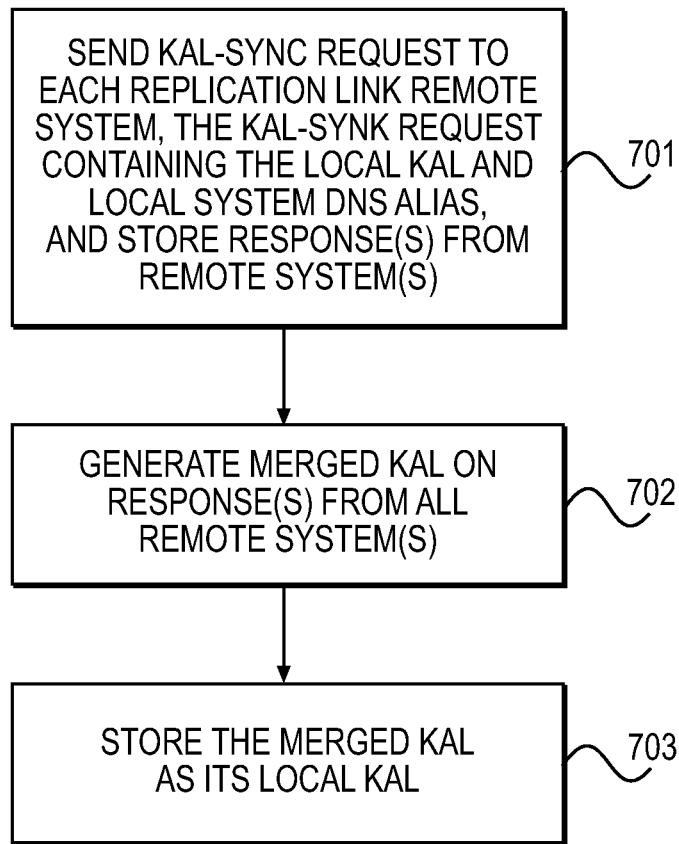 SEND KAL-SYNC REQUEST TO
EACH REPLICATION LINK REMOTE
SYSTEM, THE KAL-SYNK REQUEST
CONTAINING THE LOCAL KAL AND
LOCAL SYSTEM DNS ALIAS,
AND STORE RESPONSE(S) FROM
REMOTE SYSTEM(S)
701
GENERATE MERGED KAL ON
RESPONSE(S) FROM ALL
REMOTE SYSTEM(S)
702
STORE THE MERGED KAL
AS ITS LOCAL KAL
703